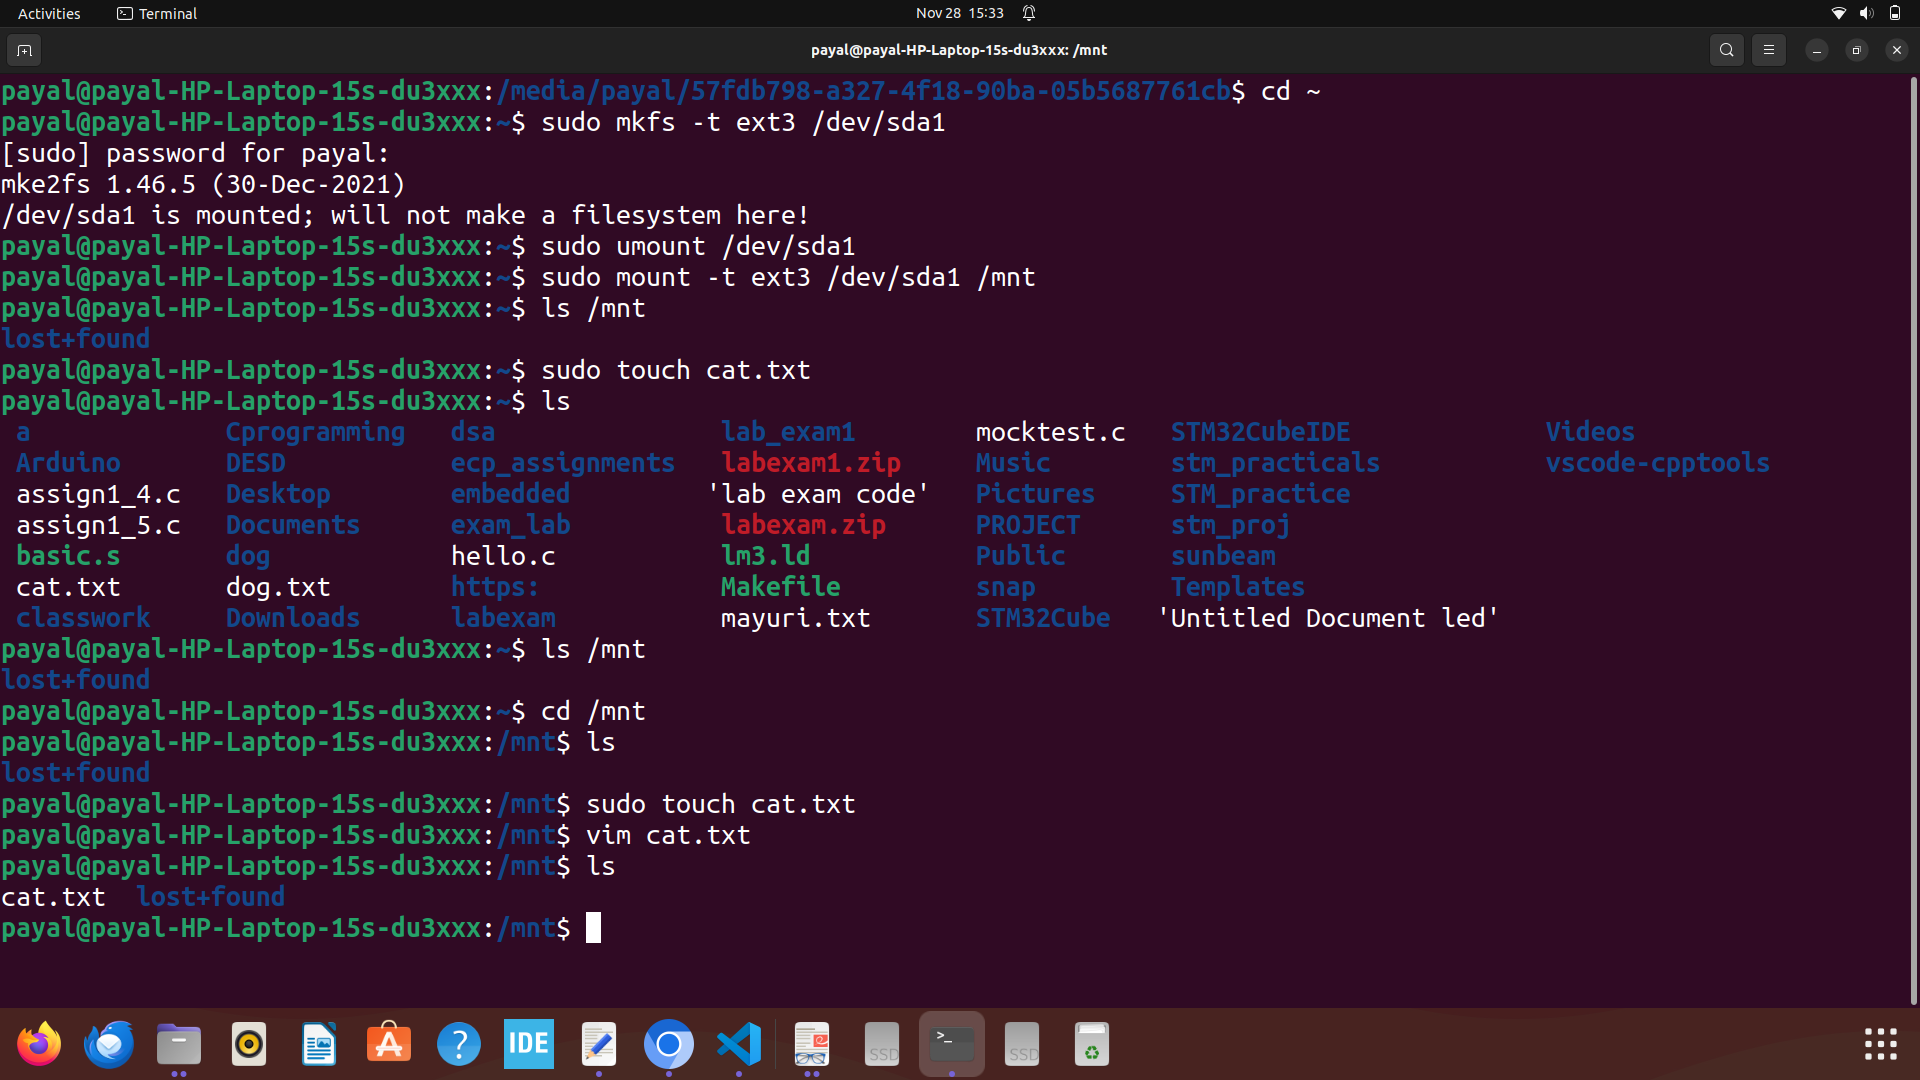 Activities Terminal Nov 28 15:33
payal@payal-HP-Laptop-15s-du3xxx: /mnt
payal@payal-HP-Laptop-15s-du3xxx:/media/payal/57fdb798-a327-4f18-90ba-05b5687761cb$ cd ~
payal@payal-HP-Laptop-15s-du3xxx:~$ sudo mkfs -t ext3 /dev/sda1
[sudo] password for payal:
mke2fs 1.46.5 (30-Dec-2021)
/dev/sda1 is mounted; will not make a filesystem here!
payal@payal-HP-Laptop-15s-du3xxx:~$ sudo umount /dev/sda1
payal@payal-HP-Laptop-15s-du3xxx:~$ sudo mount -t ext3 /dev/sda1 /mnt
payal@payal-HP-Laptop-15s-du3xxx:~$ ls /mnt
lost+found
payal@payal-HP-Laptop-15s-du3xxx:~$ sudo touch cat.txt
payal@payal-HP-Laptop-15s-du3xxx:~$ ls
a Cprogramming dsa lab_exam1 mocktest.c STM32CubeIDE Videos
Arduino DESD ecp_assignments labexam1.zip Music stm_practicals vscode-cpptools
assign1_4.c Desktop embedded 'lab exam code' Pictures STM_practice
assign1_5.c Documents exam_lab labexam.zip PROJECT stm_proj
basic.s dog hello.c lm3.ld Public sunbeam
cat.txt dog.txt https: Makefile snap Templates
classwork Downloads labexam mayuri.txt STM32Cube 'Untitled Document led'
payal@payal-HP-Laptop-15s-du3xxx:~$ ls /mnt
lost+found
payal@payal-HP-Laptop-15s-du3xxx:~$ cd /mnt
payal@payal-HP-Laptop-15s-du3xxx:/mnt$ ls
lost+found
payal@payal-HP-Laptop-15s-du3xxx:/mnt$ sudo touch cat.txt
payal@payal-HP-Laptop-15s-du3xxx:/mnt$ vim cat.txt
payal@payal-HP-Laptop-15s-du3xxx:/mnt$ ls
cat.txt lost+found
payal@payal-HP-Laptop-15s-du3xxx:/mnt$
IDE SSD >_ SSD